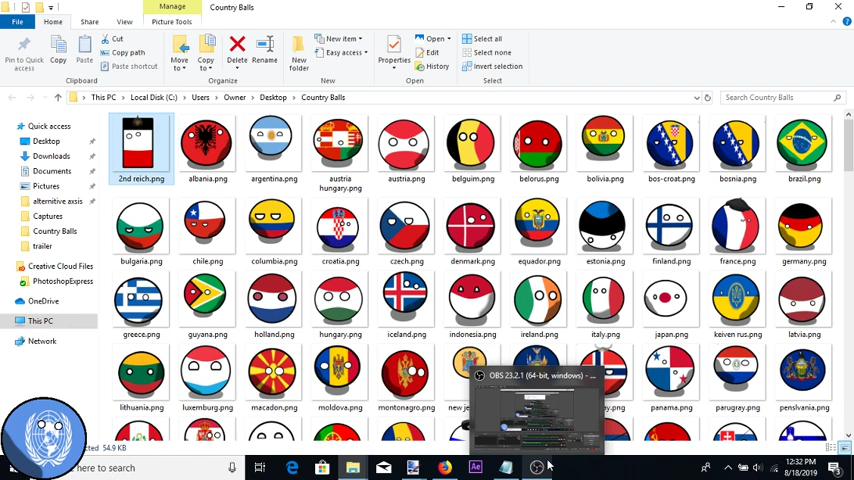 Manage
Country Balls
File
Home
Share
View
Picture Tools
Pin to Quick access
Copy
Paste
Cut
Copy path
Paste shortcut
Move to
Copy to
Delete
Rename
Organize
New folder
New item
Easy access
New
Properties
Open
Edit
History
Open
Select all
Select none
Invert selection
Select
This PC > Local Disk (C:) > Users > Owner > Desktop > Country Balls
Search Country Balls
Quick access
Desktop
Downloads
Documents
Pictures
alternitive axsis
Captures
Country Balls
trailer
Creative Cloud Files
PhotoshopExpress
OneDrive
This PC
Network
2nd reich.png
albania.png
argentina.png
austria hungary.png
austria.png
belguim.png
belorus.png
bolivia.png
bos-croat.png
bosnia.png
brazil.png
bulgaria.png
chile.png
columbia.png
croatia.png
czech.png
denmark.png
equador.png
estonia.png
finland.png
france.png
germany.png
greece.png
guyana.png
holland.png
hungary.png
iceland.png
indonesia.png
ireland.png
italy.png
japan.png
keiven rus.png
latvia.png
lithuania.png
luxemburg.png
macadon.png
moldova.png
montonagro.png
new je
panama.png
parugray.png
penslvania.png
OBS 23.2.1 (64-bit, windows) - ...
54.9 KB
here to search
12:32 PM
8/18/2019
3